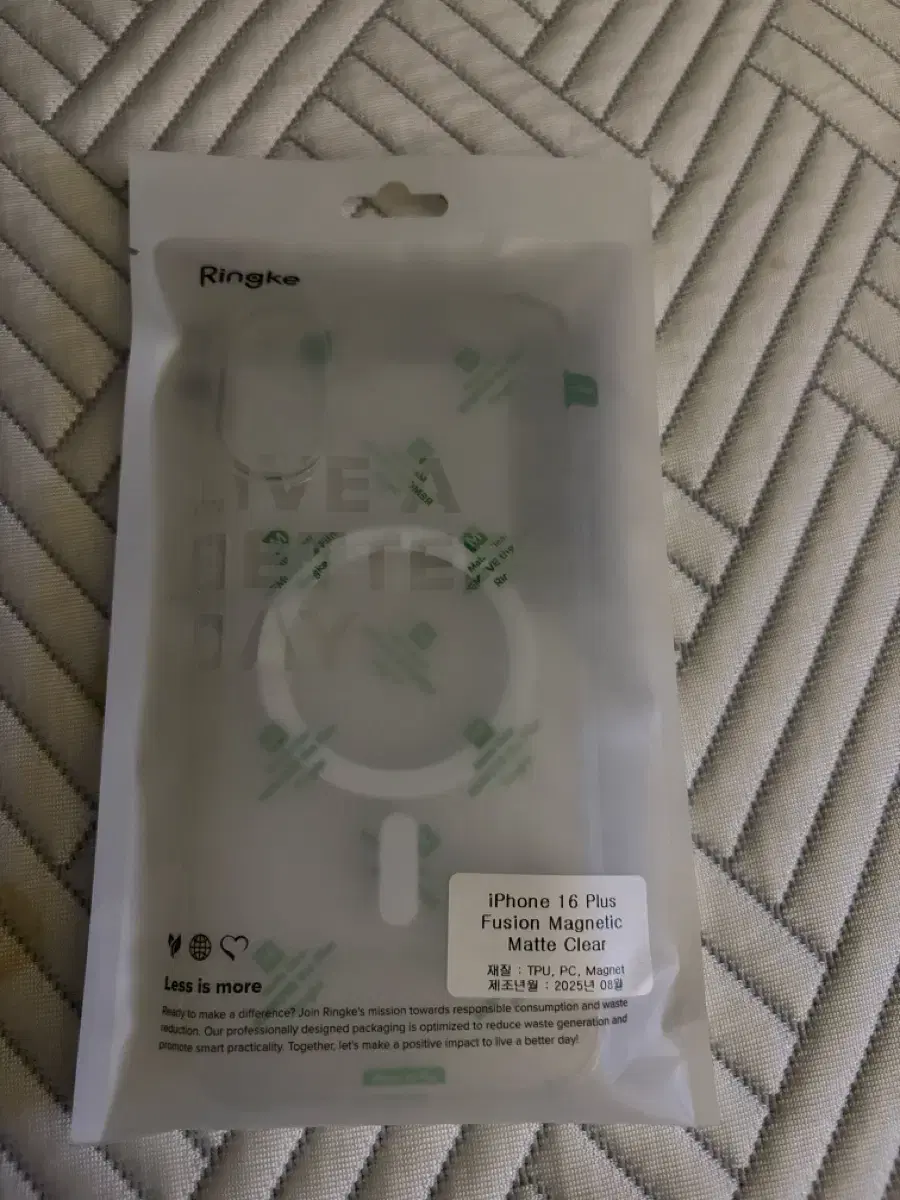 Ringke
LIVE A
BETTER
DAY
iPhone 16 Plus
Fusion Magnetic
Matte Clear
재질 : TPU, PC, Magnet
제조년월 : 2025년 08월
Less is more
Ready to make a difference? Join Ringke's mission towards responsible consumption and waste
reduction. Our professionally designed packaging is optimized to reduce waste generation and
promote smart practicality. Together, let's make a positive impact to live a better day!